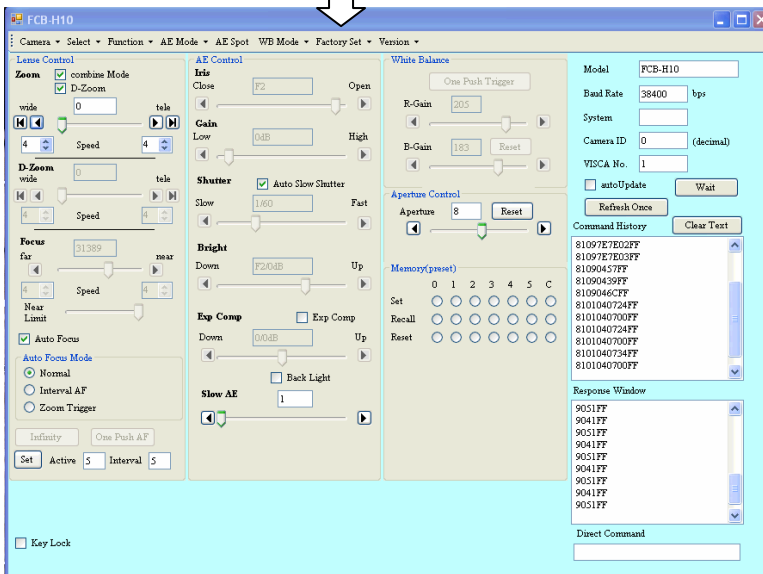 FCB-H10
Camera Select Function AE Mode AE Spot WB Mode Factory Set Version
Lense Control
Zoom combine Mode
D-Zoom
wide 0 tele
4 Speed 4
D-Zoom 0
wide tele
4 Speed 4
Focus 31389
far near
4 Speed 4
Near
Limit
Auto Focus
Auto Focus Mode
Normal
Interval AF
Zoom Trigger
Infinity One Push AF
Set Active 5 Interval 5
Key Lock
AE Control
Iris
Close F2 Open
Gain
Low 0dB High
Shutter Auto Slow Shutter
Slow 1/60 Fast
Bright
Down F2/0dB Up
Exp Comp Exp Comp
Down 0/0dB Up
Back Light
Slow AE 1
White Balance
One Push Trigger
R-Gain 205
B-Gain 183 Reset
Aperture Control
Aperture 8 Reset
Memory(preset)
0 1 2 3 4 5 C
Set
Recall
Reset
Model FCB-H10
Baud Rate 38400 bps
System
Camera ID 0 (decimal)
VISCA No. 1
autoUpdate Wait
Refresh Once
Command History Clear Text
81097E7E02FF
81097E7E03FF
81090457FF
81090439FF
8109046CFF
8101040724FF
8101040700FF
8101040724FF
8101040700FF
8101040734FF
8101040700FF
Response Window
9051FF
9041FF
9051FF
9041FF
9051FF
9041FF
9051FF
9041FF
9051FF
Direct Command